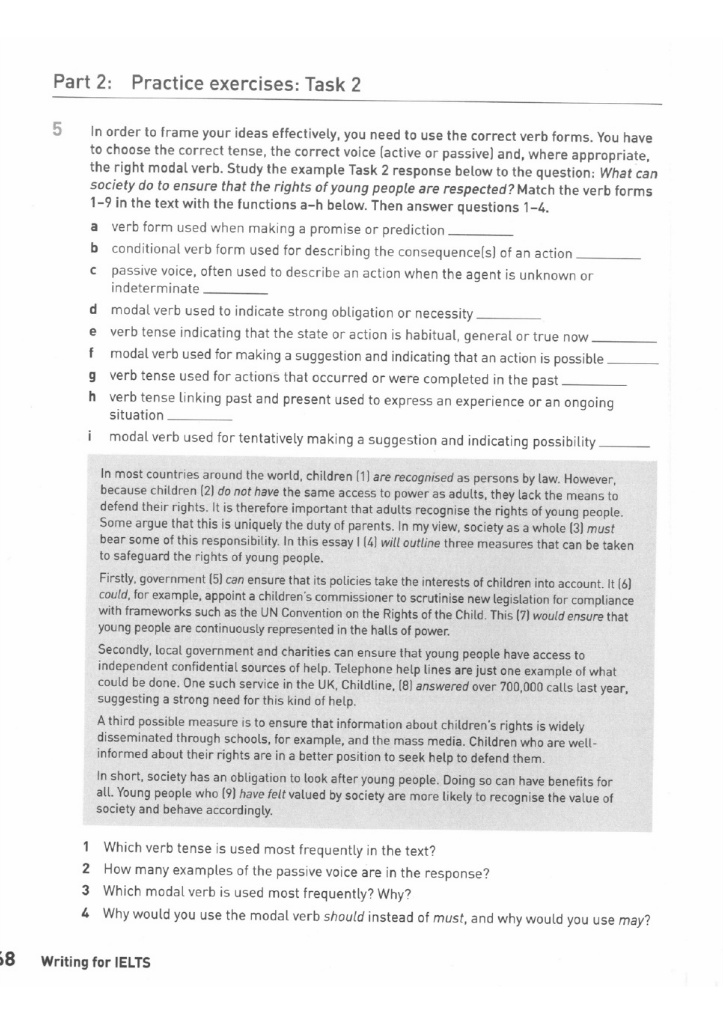 Part 2: Practice exercises: Task 2
5 In order to frame your ideas effectively, you need to use the correct verb forms. You have
to choose the correct tense, the correct voice (active or passive) and, where appropriate,
the right modal verb. Study the example Task 2 response below to the question: What can
society do to ensure that the rights of young people are respected? Match the verb forms
1–9 in the text with the functions a–h below. Then answer questions 1–4.
a verb form used when making a promise or prediction ________
b conditional verb form used for describing the consequence(s) of an action ________
c passive voice, often used to describe an action when the agent is unknown or
indeterminate ________
d modal verb used to indicate strong obligation or necessity ________
e verb tense indicating that the state or action is habitual, general or true now ________
f modal verb used for making a suggestion and indicating that an action is possible ________
g verb tense used for actions that occurred or were completed in the past ________
h verb tense linking past and present used to express an experience or an ongoing
situation ________
i modal verb used for tentatively making a suggestion and indicating possibility ________
In most countries around the world, children (1) are recognised as persons by law. However,
because children (2) do not have the same access to power as adults, they lack the means to
defend their rights. It is therefore important that adults recognise the rights of young people.
Some argue that this is uniquely the duty of parents. In my view, society as a whole (3) must
bear some of this responsibility. In this essay I (4) will outline three measures that can be taken
to safeguard the rights of young people.
Firstly, government (5) can ensure that its policies take the interests of children into account. It (6)
could, for example, appoint a children's commissioner to scrutinise new legislation for compliance
with frameworks such as the UN Convention on the Rights of the Child. This (7) would ensure that
young people are continuously represented in the halls of power.
Secondly, local government and charities can ensure that young people have access to
independent confidential sources of help. Telephone help lines are just one example of what
could be done. One such service in the UK, Childline, (8) answered over 700,000 calls last year,
suggesting a strong need for this kind of help.
A third possible measure is to ensure that information about children's rights is widely
disseminated through schools, for example, and the mass media. Children who are well-
informed about their rights are in a better position to seek help to defend them.
In short, society has an obligation to look after young people. Doing so can have benefits for
all. Young people who (9) have felt valued by society are more likely to recognise the value of
society and behave accordingly.
1 Which verb tense is used most frequently in the text?
2 How many examples of the passive voice are in the response?
3 Which modal verb is used most frequently? Why?
4 Why would you use the modal verb should instead of must, and why would you use may?
68 Writing for IELTS